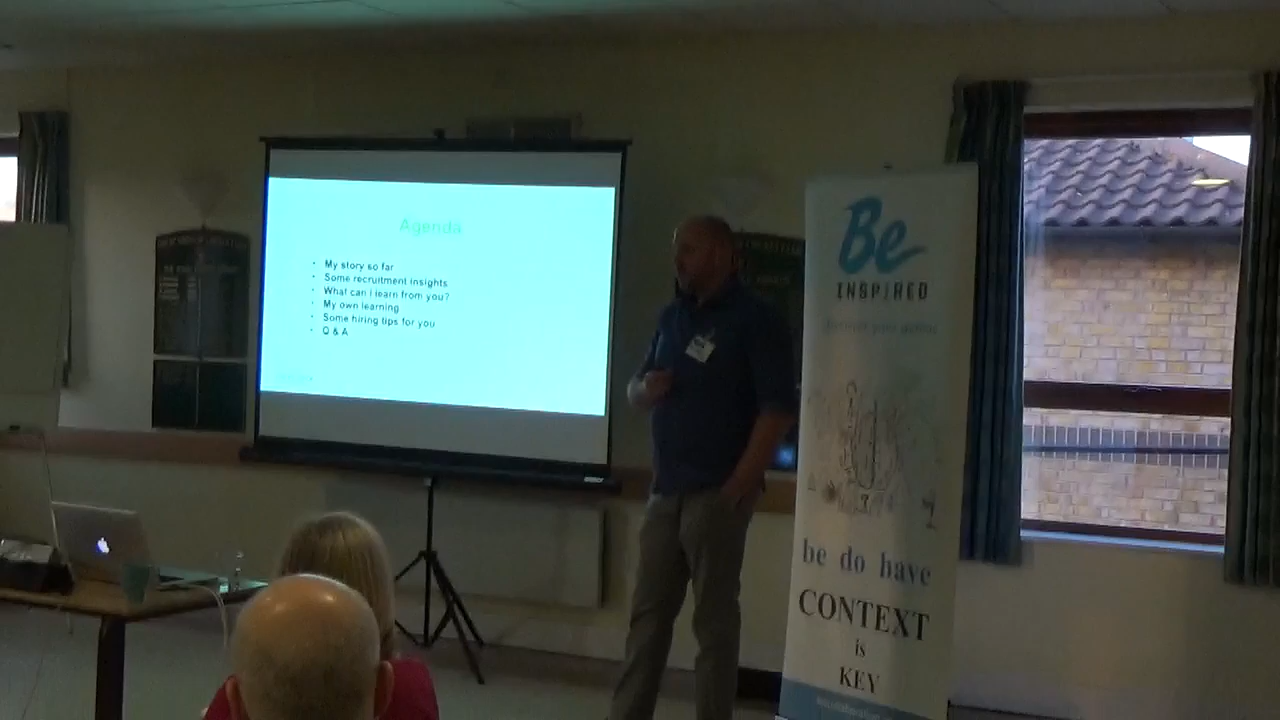 Agenda
My story so far
Some recruitment insights
What can i learn from you?
My own learning
Some hiring tips for you
Q & A
Be
INSPIRED
be do have
CONTEXT
is
KEY